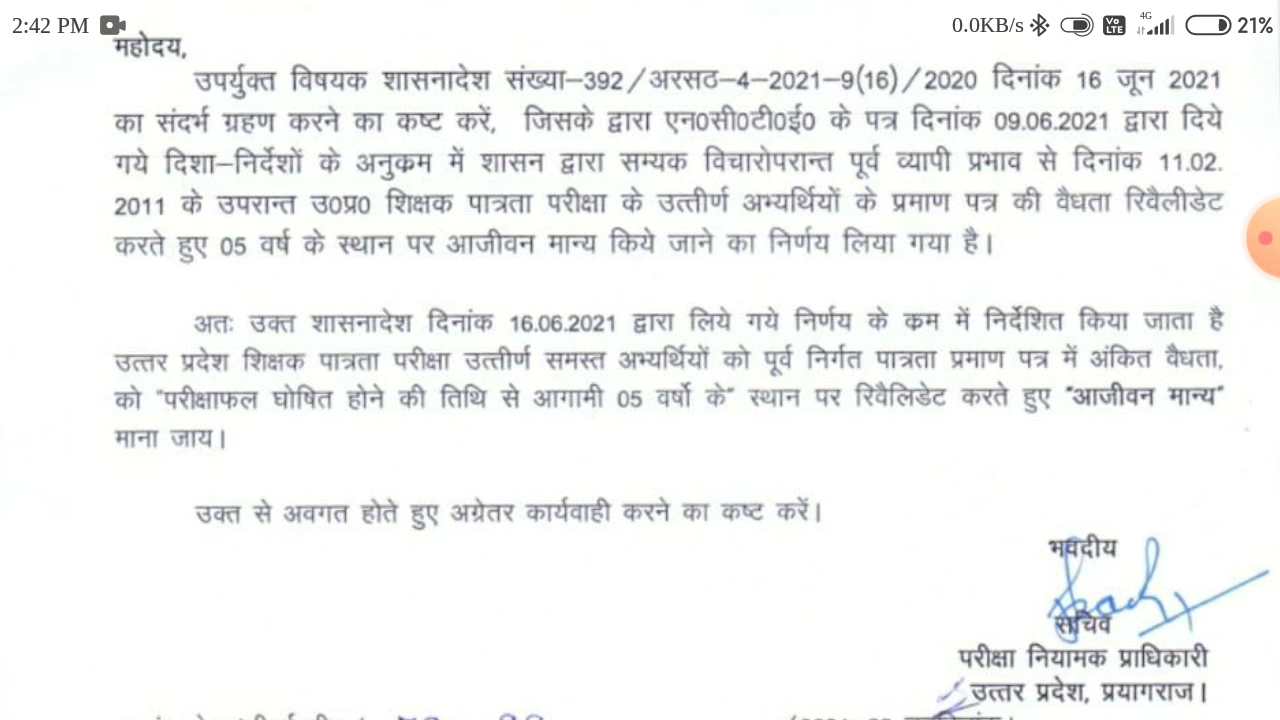 2:42 PM 0.0KB/s 4G Vo LTE 21%
महोदय,
उपर्युक्त विषयक शासनादेश संख्या–392/अरसठ–4–2021–9(16)/2020 दिनांक 16 जून 2021
का संदर्भ ग्रहण करने का कष्ट करें, जिसके द्वारा एन0सी0टी0ई0 के पत्र दिनांक 09.06.2021 द्वारा दिये
गये दिशा–निर्देशों के अनुक्रम में शासन द्वारा सम्यक विचारोपरान्त पूर्व व्यापी प्रभाव से दिनांक 11.02.
2011 के उपरान्त उ0प्र0 शिक्षक पात्रता परीक्षा के उत्तीर्ण अभ्यर्थियों के प्रमाण पत्र की वैधता रिवैलीडेट
करते हुए 05 वर्ष के स्थान पर आजीवन मान्य किये जाने का निर्णय लिया गया है।
अतः उक्त शासनादेश दिनांक 16.06.2021 द्वारा लिये गये निर्णय के क्रम में निर्देशित किया जाता है
उत्तर प्रदेश शिक्षक पात्रता परीक्षा उत्तीर्ण समस्त अभ्यर्थियों को पूर्व निर्गत पात्रता प्रमाण पत्र में अंकित वैधता,
को "परीक्षाफल घोषित होने की तिथि से आगामी 05 वर्षो के" स्थान पर रिवैलिडेट करते हुए "आजीवन मान्य"
माना जाय।
उक्त से अवगत होते हुए अग्रेतर कार्यवाही करने का कष्ट करें।
भवदीय
सचिव
परीक्षा नियामक प्राधिकारी
उत्तर प्रदेश, प्रयागराज।